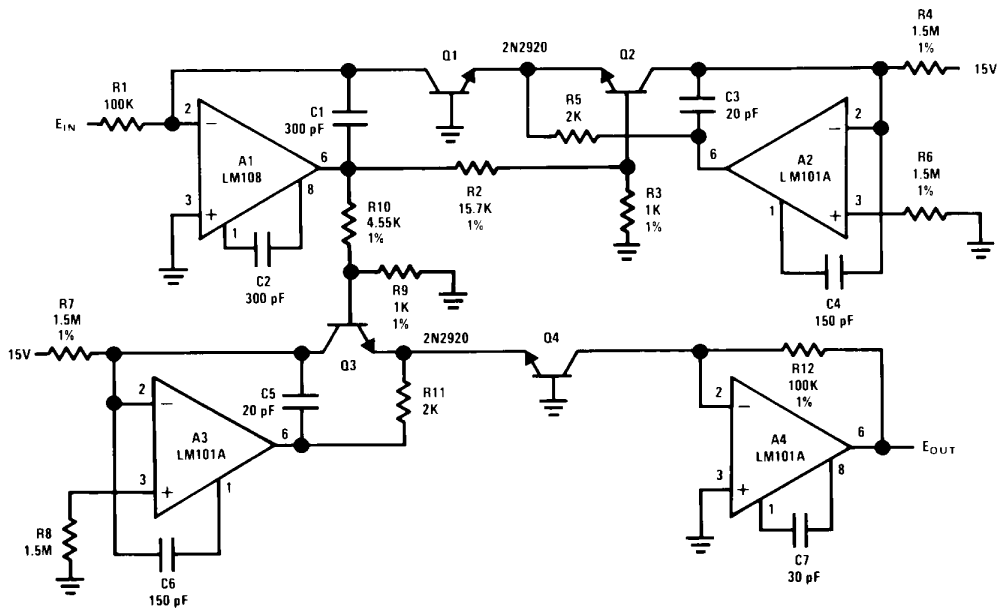 R4
1.5M
1%
15V
2N2920
Q1
Q2
R1
100K
E_IN
2
−
A1
LM108
6
8
3
+
1
C1
300 pF
C2
300 pF
R5
2K
C3
20 pF
R2
15.7K
1%
R3
1K
1%
6
A2
LM101A
2
−
3
+
1
R6
1.5M
1%
C4
150 pF
R10
4.55K
1%
R9
1K
1%
R7
1.5M
1%
15V
Q3
2N2920
Q4
R12
100K
1%
2
−
A3
LM101A
6
3
+
1
C5
20 pF
R11
2K
R8
1.5M
C6
150 pF
2
−
A4
LM101A
6
8
3
+
1
E_OUT
C7
30 pF